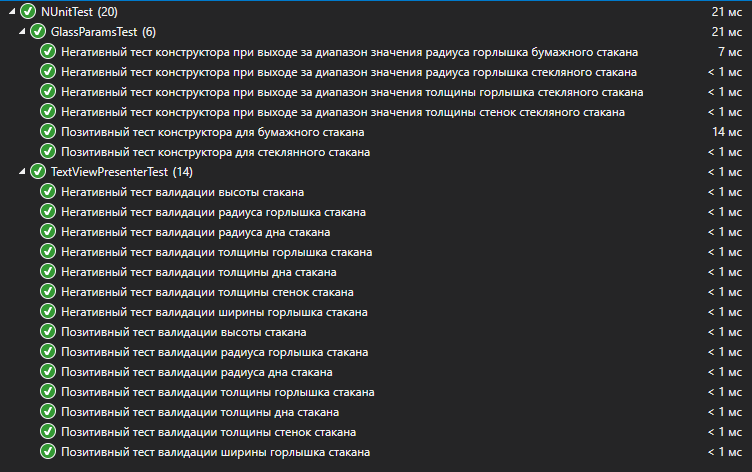 NUnitTest (20) 21 мс
GlassParamsTest (6) 21 мс
Негативный тест конструктора при выходе за диапазон значения радиуса горлышка бумажного стакана 7 мс
Негативный тест конструктора при выходе за диапазон значения радиуса горлышка стекляного стакана < 1 мс
Негативный тест конструктора при выходе за диапазон значения толщины горлышка стекляного стакана < 1 мс
Негативный тест конструктора при выходе за диапазон значения толщины стенок стекляного стакана < 1 мс
Позитивный тест конструктора для бумажного стакана 14 мс
Позитивный тест конструктора для стеклянного стакана < 1 мс
TextViewPresenterTest (14) < 1 мс
Негативный тест валидации высоты стакана < 1 мс
Негативный тест валидации радиуса горлышка стакана < 1 мс
Негативный тест валидации радиуса дна стакана < 1 мс
Негативный тест валидации толщины горлышка стакана < 1 мс
Негативный тест валидации толщины дна стакана < 1 мс
Негативный тест валидации толщины стенок стакана < 1 мс
Негативный тест валидации ширины горлышка стакана < 1 мс
Позитивный тест валидации высоты стакана < 1 мс
Позитивный тест валидации радиуса горлышка стакана < 1 мс
Позитивный тест валидации радиуса дна стакана < 1 мс
Позитивный тест валидации толщины горлышка стакана < 1 мс
Позитивный тест валидации толщины дна стакана < 1 мс
Позитивный тест валидации толщины стенок стакана < 1 мс
Позитивный тест валидации ширины горлышка стакана < 1 мс